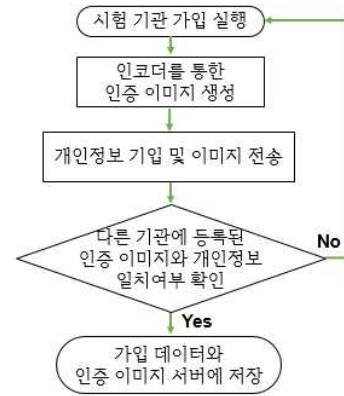 시험 기관 가입 실행
인코더를 통한
인증 이미지 생성
개인정보 기입 및 이미지 전송
다른 기관에 등록된
인증 이미지와 개인정보
일치여부 확인
No
Yes
가입 데이터와
인증 이미지 서버에 저장